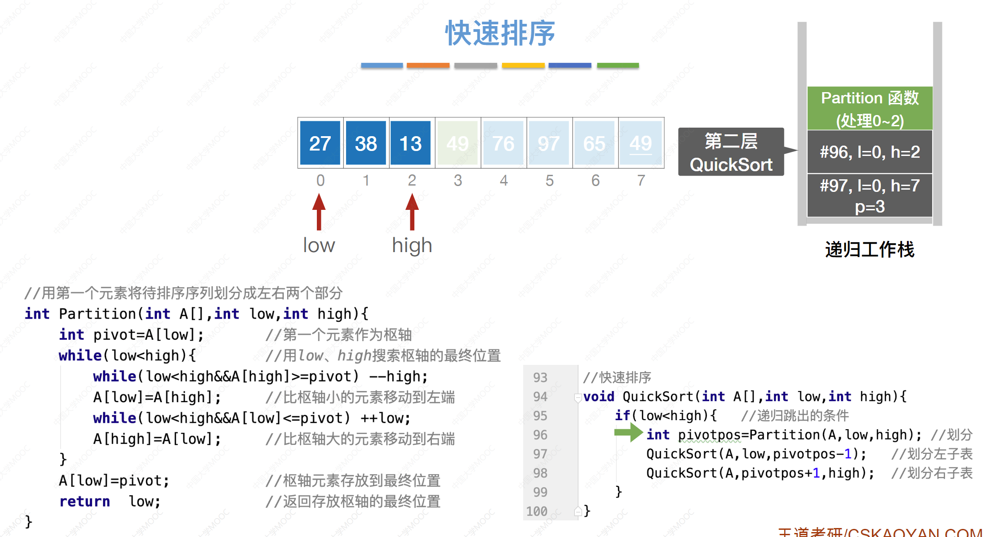 快速排序
Partition 函数
(处理0~2)
第二层
QuickSort
#96, l=0, h=2
#97, l=0, h=7
p=3
递归工作栈
27 38 13 49 76 97 65 49
0 1 2 3 4 5 6 7
low high
//用第一个元素将待排序序列划分成左右两个部分
int Partition(int A[],int low,int high){
int pivot=A[low]; //第一个元素作为枢轴
while(low<high){ //用low、high搜索枢轴的最终位置
while(low<high&&A[high]>=pivot) --high;
A[low]=A[high]; //比枢轴小的元素移动到左端
while(low<high&&A[low]<=pivot) ++low;
A[high]=A[low]; //比枢轴大的元素移动到右端
}
A[low]=pivot; //枢轴元素存放到最终位置
return low; //返回存放枢轴的最终位置
}
93 //快速排序
94 void QuickSort(int A[],int low,int high){
95 if(low<high){ //递归跳出的条件
96 int pivotpos=Partition(A,low,high); //划分
97 QuickSort(A,low,pivotpos-1); //划分左子表
98 QuickSort(A,pivotpos+1,high); //划分右子表
99 }
100 }
王道考研/CSKAOYAN.COM
中国大学MOOC